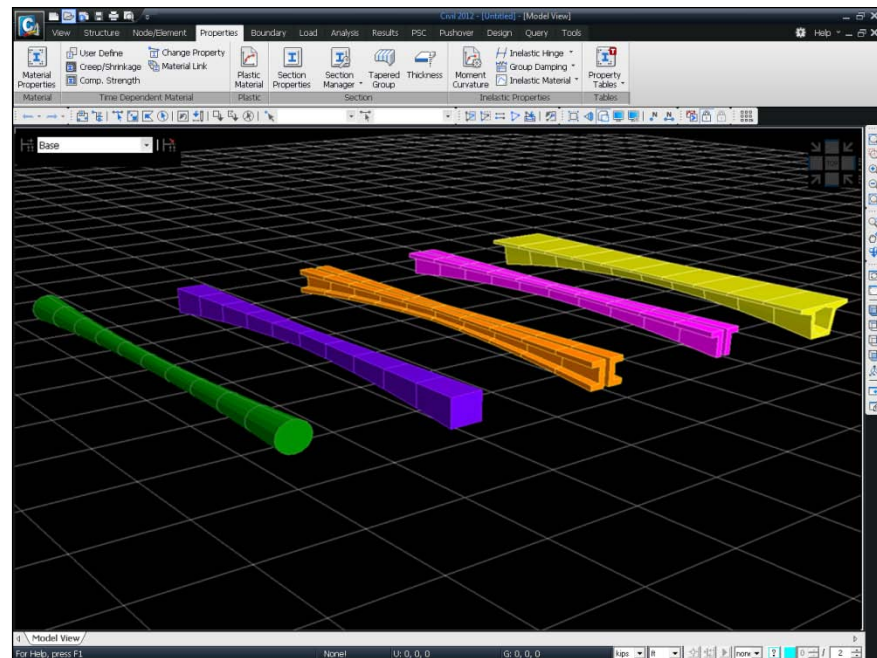 Civil 2012 - [Untitled] - [Model View]
View Structure Node/Element Properties Boundary Load Analysis Results PSC Pushover Design Query Tools Help
Material Properties
User Define
Creep/Shrinkage
Comp. Strength
Change Property
Material Link
Plastic Material
Section Properties
Section Manager
Tapered Group
Thickness
Moment Curvature
Inelastic Hinge
Group Damping
Inelastic Material
Property Tables
Material Time Dependent Material Plastic Section Inelastic Properties Tables
Base
TOP
Model View
For Help, press F1 None! U: 0, 0, 0 G: 0, 0, 0 kips ft 0 / 2